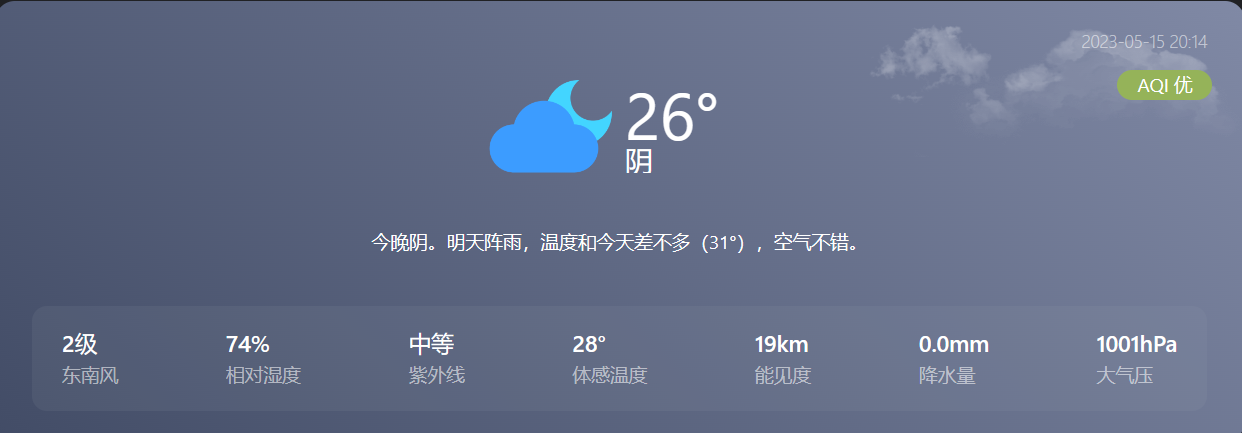 2023-05-15 20:14
AQI 优
26°
阴
今晚阴。明天阵雨，温度和今天差不多（31°），空气不错。
2级 74% 中等 28° 19km 0.0mm 1001hPa
东南风 相对湿度 紫外线 体感温度 能见度 降水量 大气压